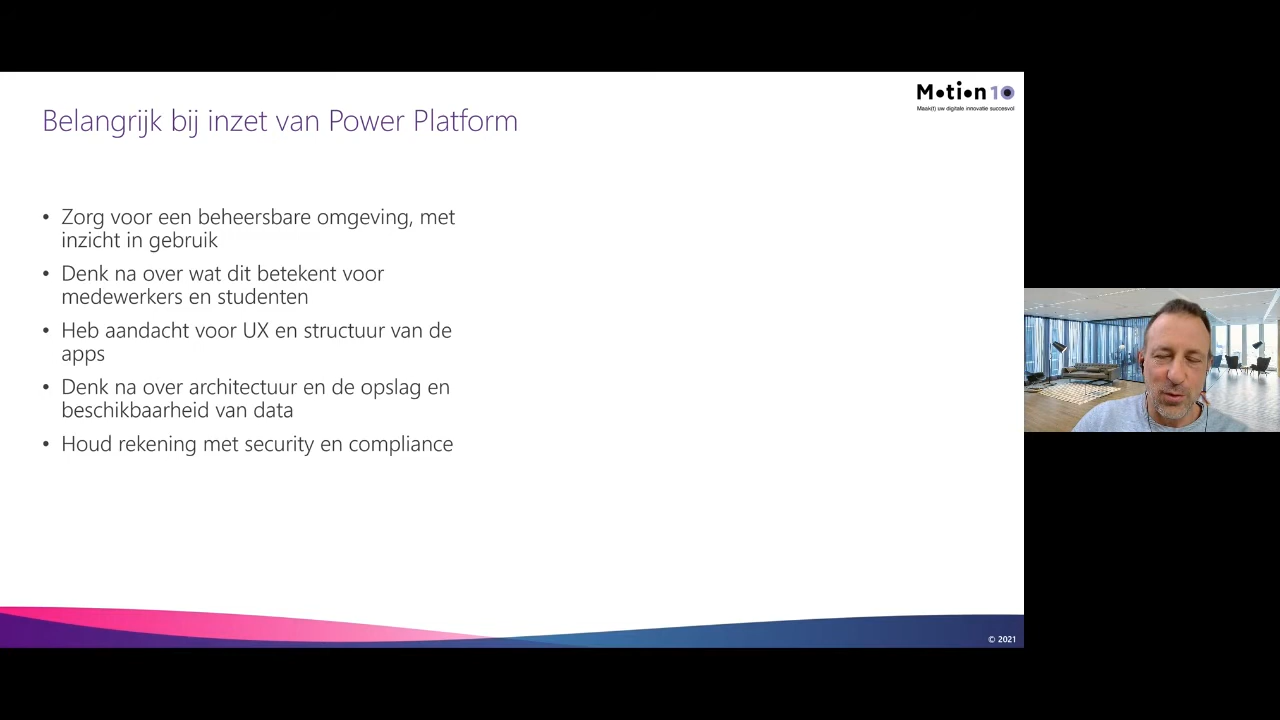 Motion10
Maak(t) uw digitale innovatie succesvol
Belangrijk bij inzet van Power Platform
• Zorg voor een beheersbare omgeving, met
inzicht in gebruik
• Denk na over wat dit betekent voor
medewerkers en studenten
• Heb aandacht voor UX en structuur van de
apps
• Denk na over architectuur en de opslag en
beschikbaarheid van data
• Houd rekening met security en compliance
© 2021